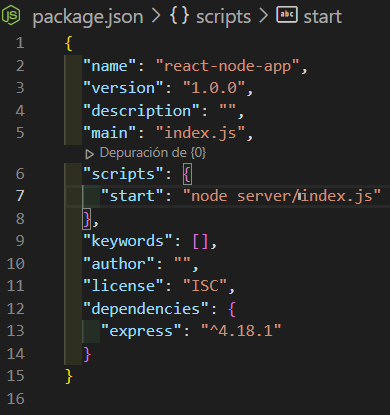 package.json > {} scripts > abc start
1 {
2 "name": "react-node-app",
3 "version": "1.0.0",
4 "description": "",
5 "main": "index.js",
Depuración de {0}
6 "scripts": {
7 "start": "node server/index.js"
8 },
9 "keywords": [],
10 "author": "",
11 "license": "ISC",
12 "dependencies": {
13 "express": "^4.18.1"
14 }
15 }
16